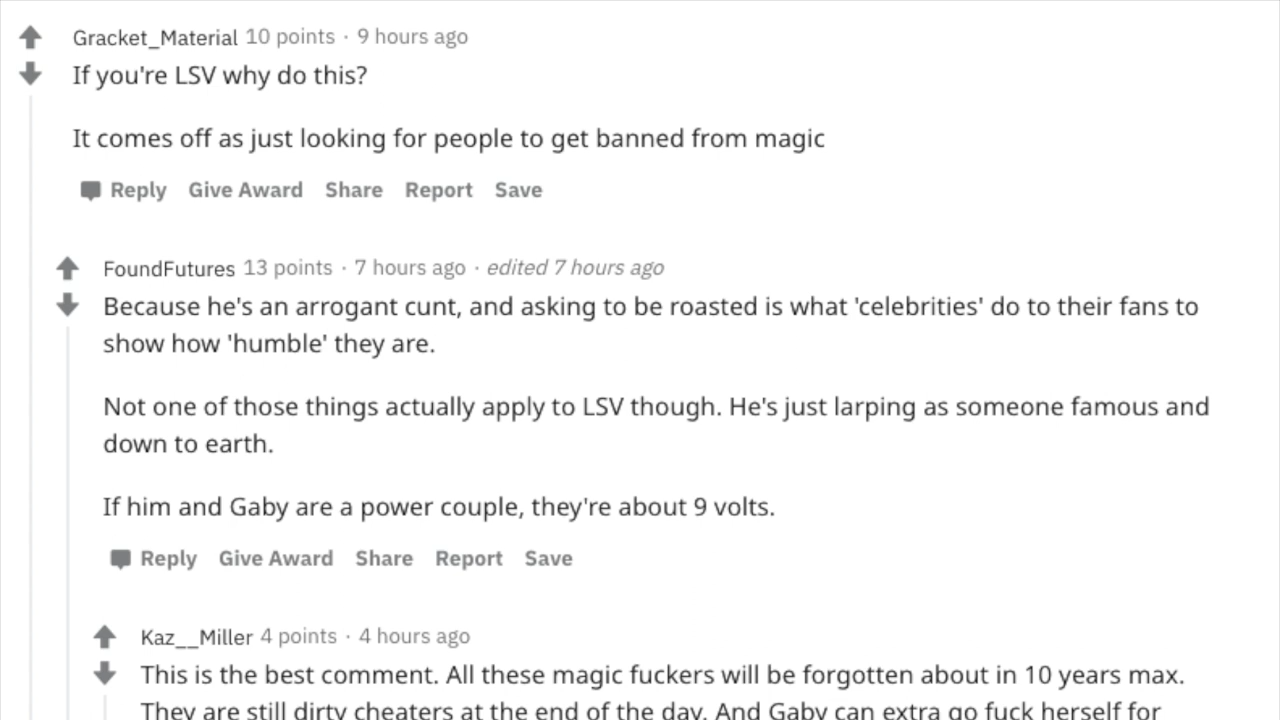 Gracket_Material 10 points · 9 hours ago
If you're LSV why do this?
It comes off as just looking for people to get banned from magic
Reply Give Award Share Report Save
FoundFutures 13 points · 7 hours ago · edited 7 hours ago
Because he's an arrogant cunt, and asking to be roasted is what 'celebrities' do to their fans to
show how 'humble' they are.
Not one of those things actually apply to LSV though. He's just larping as someone famous and
down to earth.
If him and Gaby are a power couple, they're about 9 volts.
Reply Give Award Share Report Save
Kaz__Miller 4 points · 4 hours ago
This is the best comment. All these magic fuckers will be forgotten about in 10 years max.
They are still dirty cheaters at the end of the day. And Gaby can extra go fuck herself for